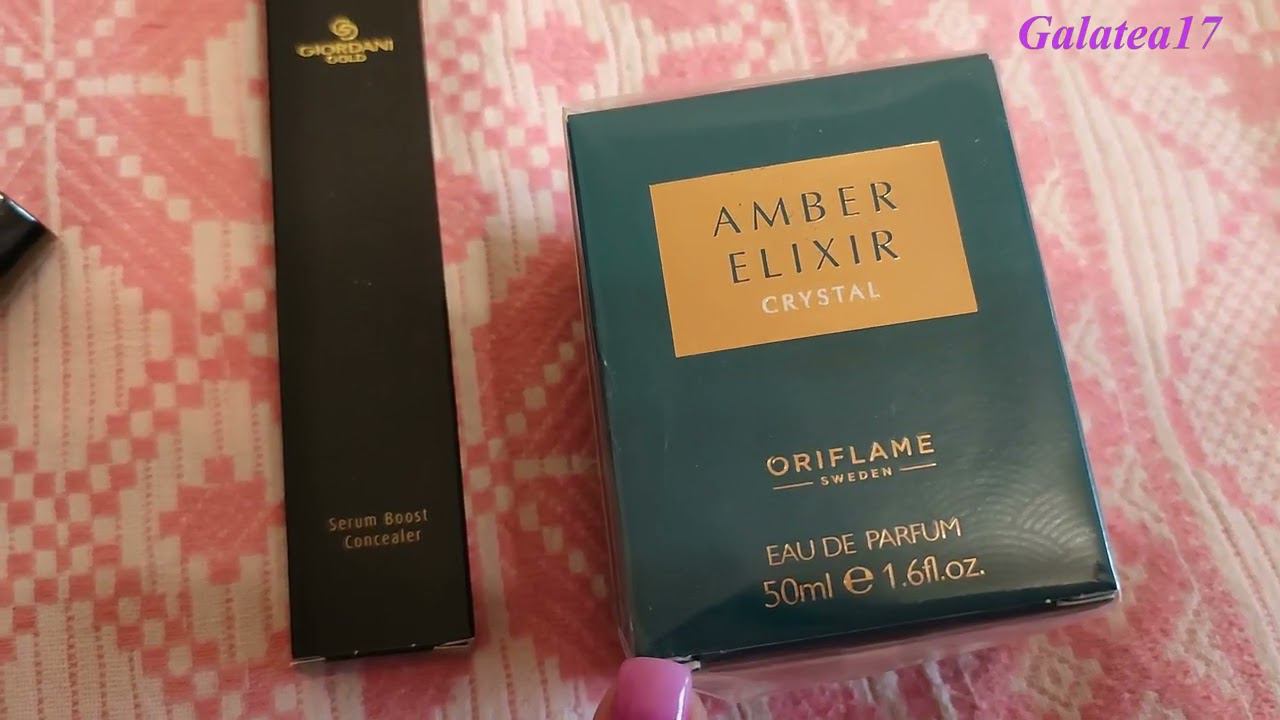 Galatea17
GIORDANI
GOLD
Serum Boost
Concealer
AMBER
ELIXIR
CRYSTAL
ORIFLAME
SWEDEN
EAU DE PARFUM
50ml e 1.6fl.oz.